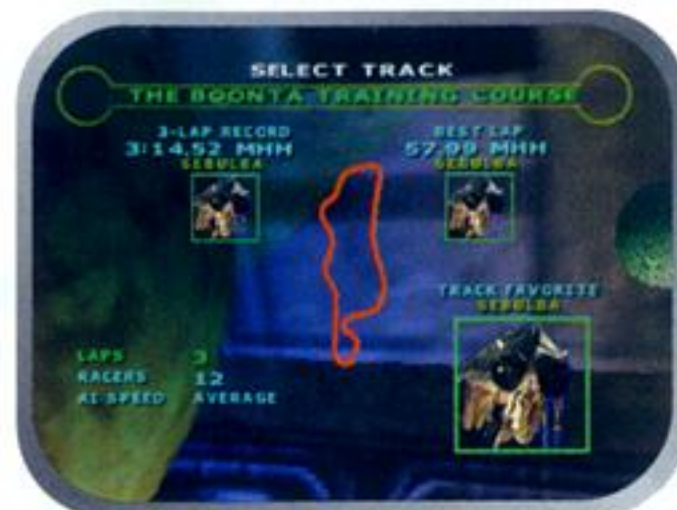 SELECT TRACK
THE BOONTA TRAINING COURSE
3-LAP RECORD
3:14.52 MHH
SEBULBA
BEST LAP
57.99 MHH
SEBULBA
TRACK FAVORITE
SEBULBA
LAPS 3
RACERS 12
AI SPEED AVERAGE